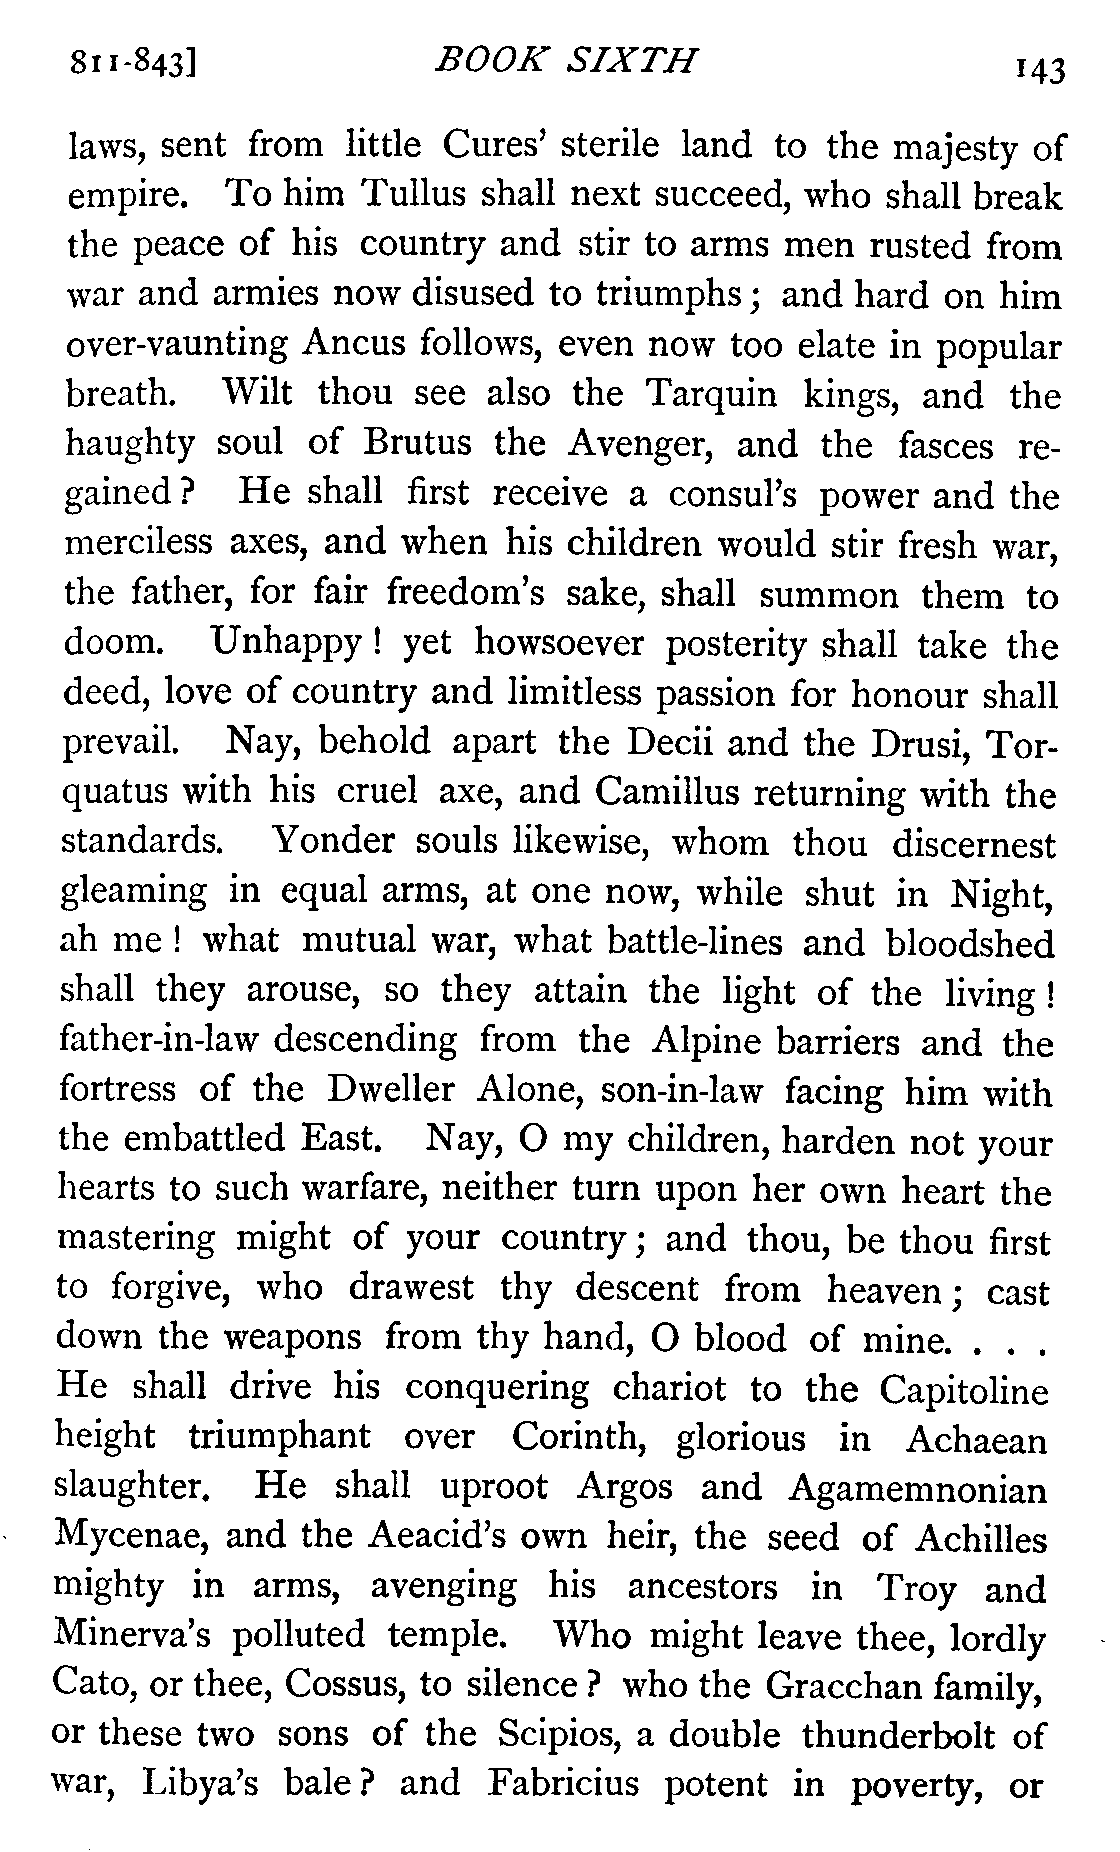 811-843] BOOK SIXTH 143
laws, sent from little Cures' sterile land to the majesty of
empire. To him Tullus shall next succeed, who shall break
the peace of his country and stir to arms men rusted from
war and armies now disused to triumphs; and hard on him
over-vaunting Ancus follows, even now too elate in popular
breath. Wilt thou see also the Tarquin kings, and the
haughty soul of Brutus the Avenger, and the fasces re-
gained? He shall first receive a consul's power and the
merciless axes, and when his children would stir fresh war,
the father, for fair freedom's sake, shall summon them to
doom. Unhappy! yet howsoever posterity shall take the
deed, love of country and limitless passion for honour shall
prevail. Nay, behold apart the Decii and the Drusi, Tor-
quatus with his cruel axe, and Camillus returning with the
standards. Yonder souls likewise, whom thou discernest
gleaming in equal arms, at one now, while shut in Night,
ah me! what mutual war, what battle-lines and bloodshed
shall they arouse, so they attain the light of the living!
father-in-law descending from the Alpine barriers and the
fortress of the Dweller Alone, son-in-law facing him with
the embattled East. Nay, O my children, harden not your
hearts to such warfare, neither turn upon her own heart the
mastering might of your country; and thou, be thou first
to forgive, who drawest thy descent from heaven; cast
down the weapons from thy hand, O blood of mine. . . .
He shall drive his conquering chariot to the Capitoline
height triumphant over Corinth, glorious in Achaean
slaughter. He shall uproot Argos and Agamemnonian
Mycenae, and the Aeacid's own heir, the seed of Achilles
mighty in arms, avenging his ancestors in Troy and
Minerva's polluted temple. Who might leave thee, lordly
Cato, or thee, Cossus, to silence? who the Gracchan family,
or these two sons of the Scipios, a double thunderbolt of
war, Libya's bale? and Fabricius potent in poverty, or